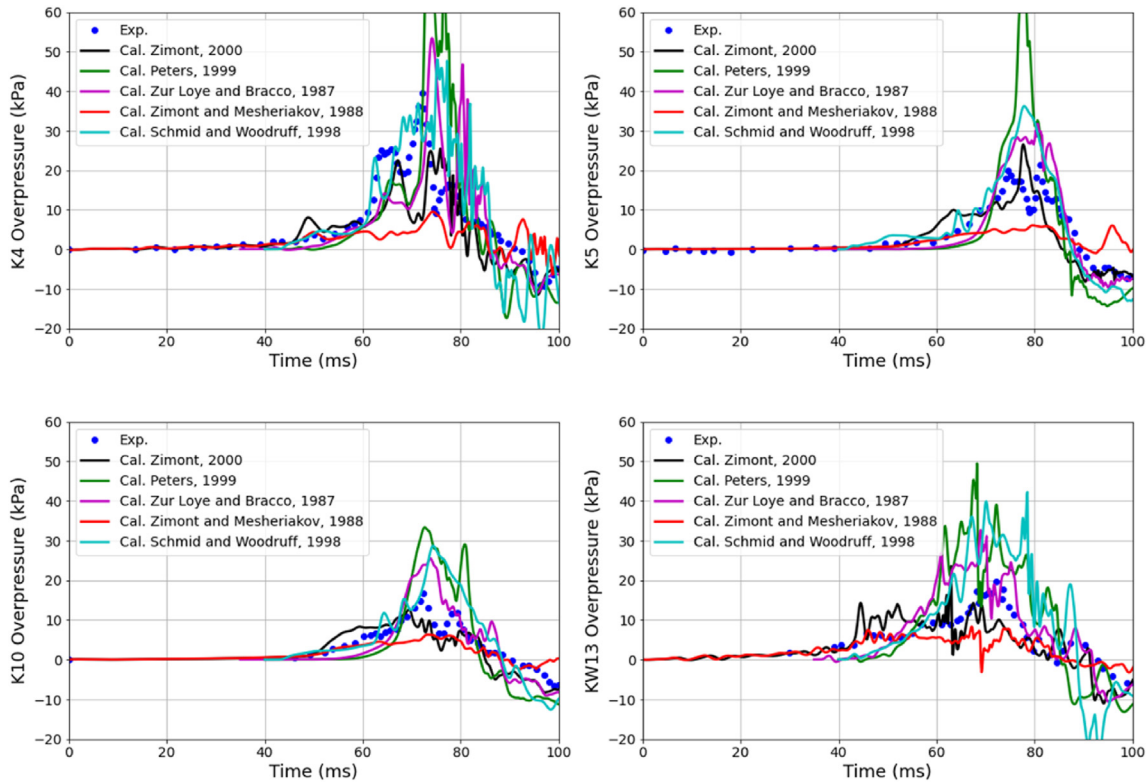 60
50
40
30
20
10
0
−10
−20
K4 Overpressure (kPa)
Exp.
Cal. Zimont, 2000
Cal. Peters, 1999
Cal. Zur Loye and Bracco, 1987
Cal. Zimont and Mesheriakov, 1988
Cal. Schmid and Woodruff, 1998
0 20 40 60 80 100
Time (ms)
60
50
40
30
20
10
0
−10
−20
K5 Overpressure (kPa)
Exp.
Cal. Zimont, 2000
Cal. Peters, 1999
Cal. Zur Loye and Bracco, 1987
Cal. Zimont and Mesheriakov, 1988
Cal. Schmid and Woodruff, 1998
0 20 40 60 80 100
Time (ms)
60
50
40
30
20
10
0
−10
−20
K10 Overpressure (kPa)
Exp.
Cal. Zimont, 2000
Cal. Peters, 1999
Cal. Zur Loye and Bracco, 1987
Cal. Zimont and Mesheriakov, 1988
Cal. Schmid and Woodruff, 1998
0 20 40 60 80 100
Time (ms)
60
50
40
30
20
10
0
−10
−20
KW13 Overpressure (kPa)
Exp.
Cal. Zimont, 2000
Cal. Peters, 1999
Cal. Zur Loye and Bracco, 1987
Cal. Zimont and Mesheriakov, 1988
Cal. Schmid and Woodruff, 1998
0 20 40 60 80 100
Time (ms)